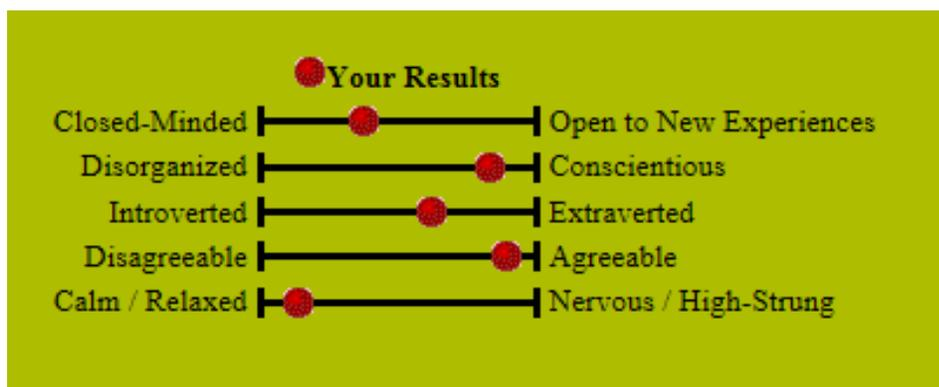 Your Results
Closed-Minded Open to New Experiences
Disorganized Conscientious
Introverted Extraverted
Disagreeable Agreeable
Calm / Relaxed Nervous / High-Strung